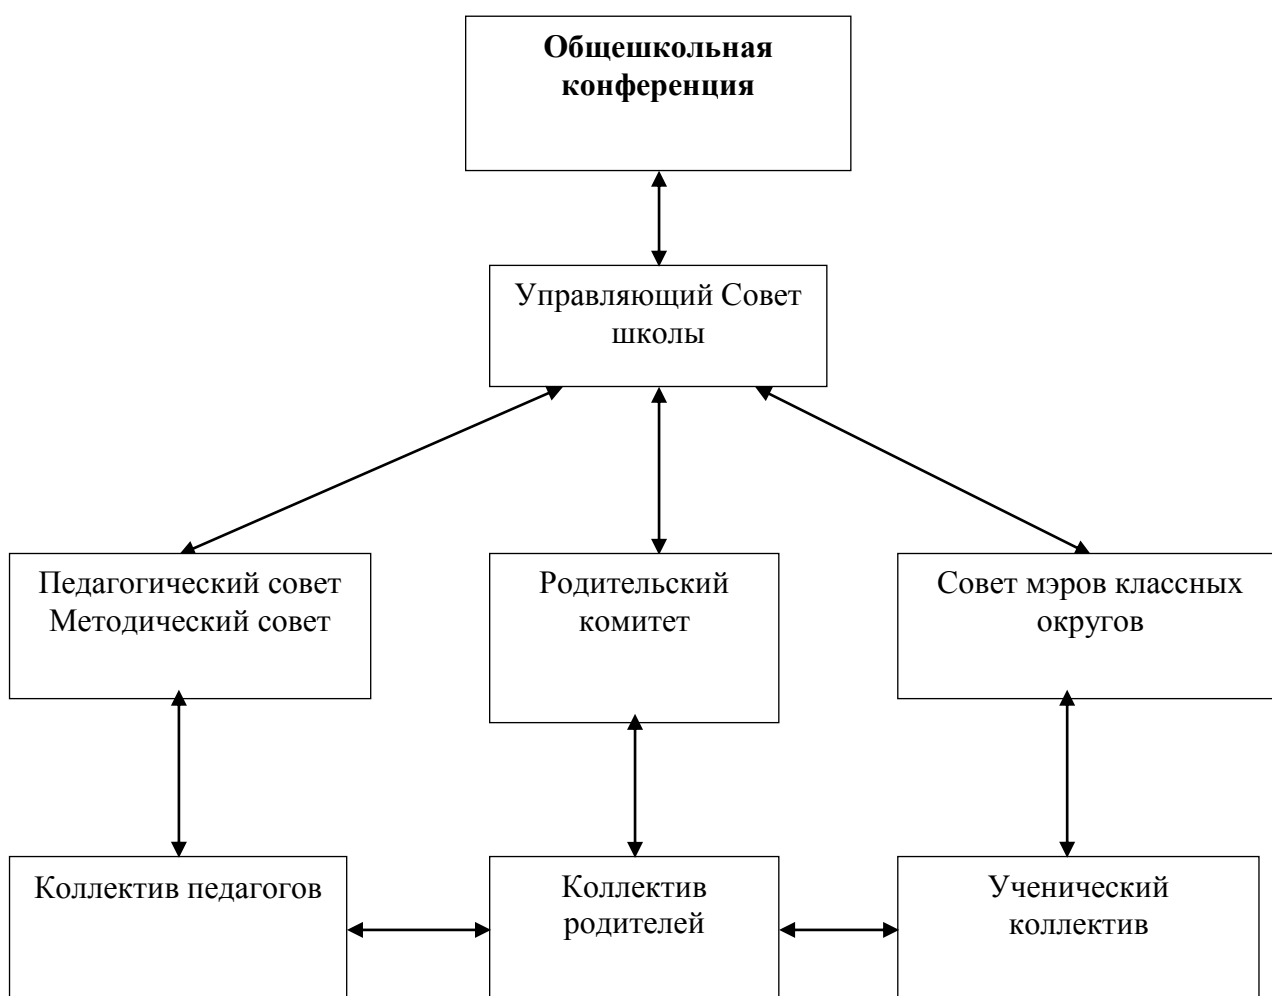 Общешкольная
конференция
Управляющий Совет
школы
Педагогический совет
Методический совет
Родительский
комитет
Совет мэров классных
округов
Коллектив педагогов
Коллектив
родителей
Ученический
коллектив